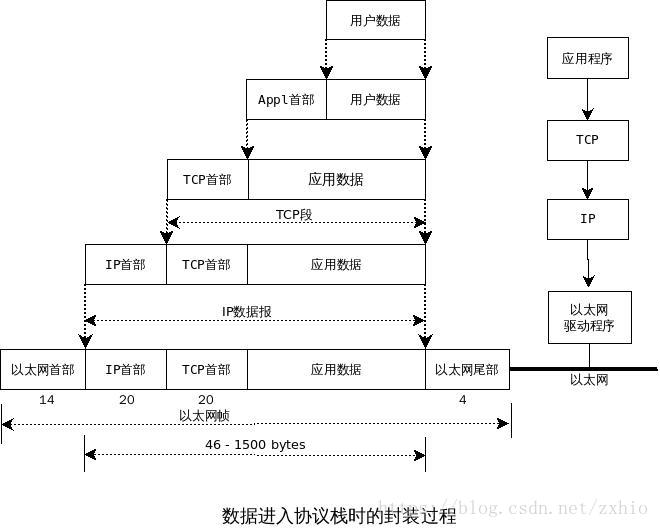 用户数据
应用程序
Appl首部 用户数据
TCP
TCP首部 应用数据
TCP段
IP
IP首部 TCP首部 应用数据
IP数据报
以太网
驱动程序
以太网首部 IP首部 TCP首部 应用数据 以太网尾部
以太网
14 20 20 4
以太网帧
46 - 1500 bytes
数据进入协议栈时的封装过程
https://blog.csdn.net/zxhio